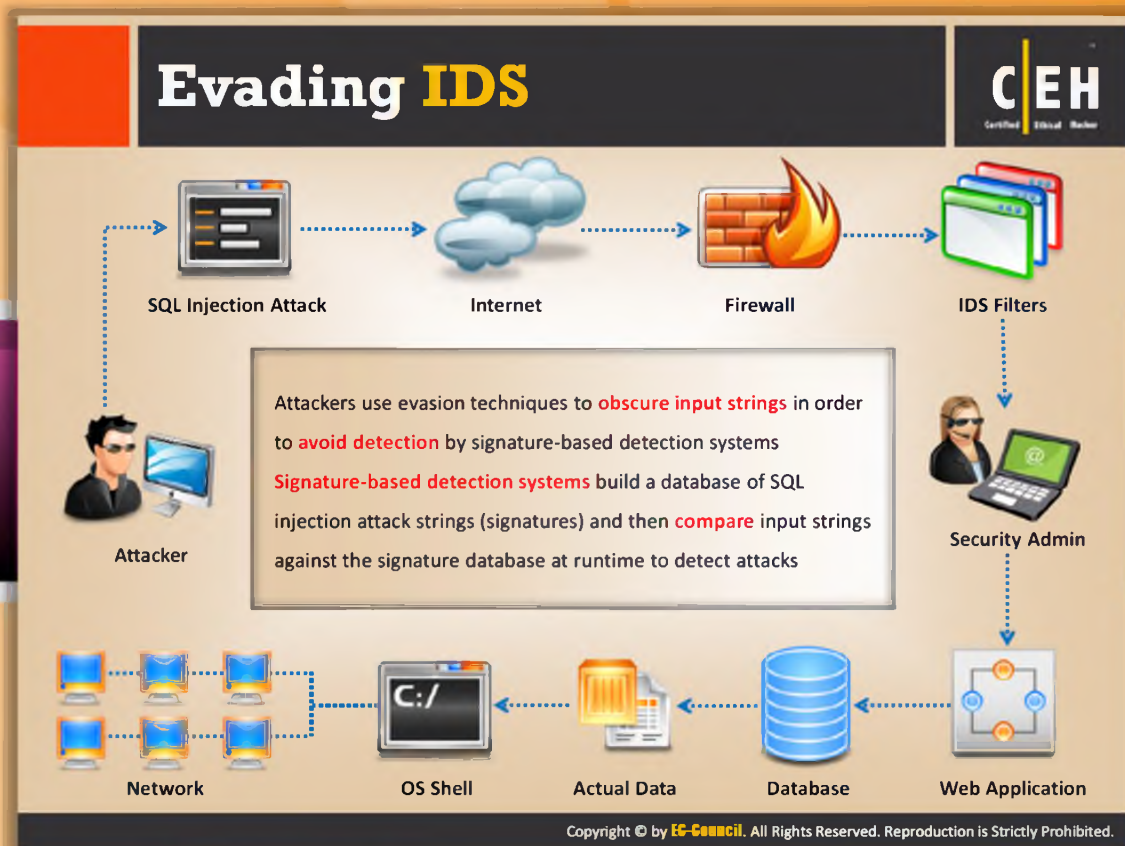 Evading IDS
CEH
Certified Ethical Hacker
SQL Injection Attack
Internet
Firewall
IDS Filters
Attackers use evasion techniques to obscure input strings in order
to avoid detection by signature-based detection systems
Signature-based detection systems build a database of SQL
injection attack strings (signatures) and then compare input strings
against the signature database at runtime to detect attacks
Attacker
@
Security Admin
C:/
Network
OS Shell
Actual Data
Database
Web Application
Copyright © by EC-Council. All Rights Reserved. Reproduction is Strictly Prohibited.